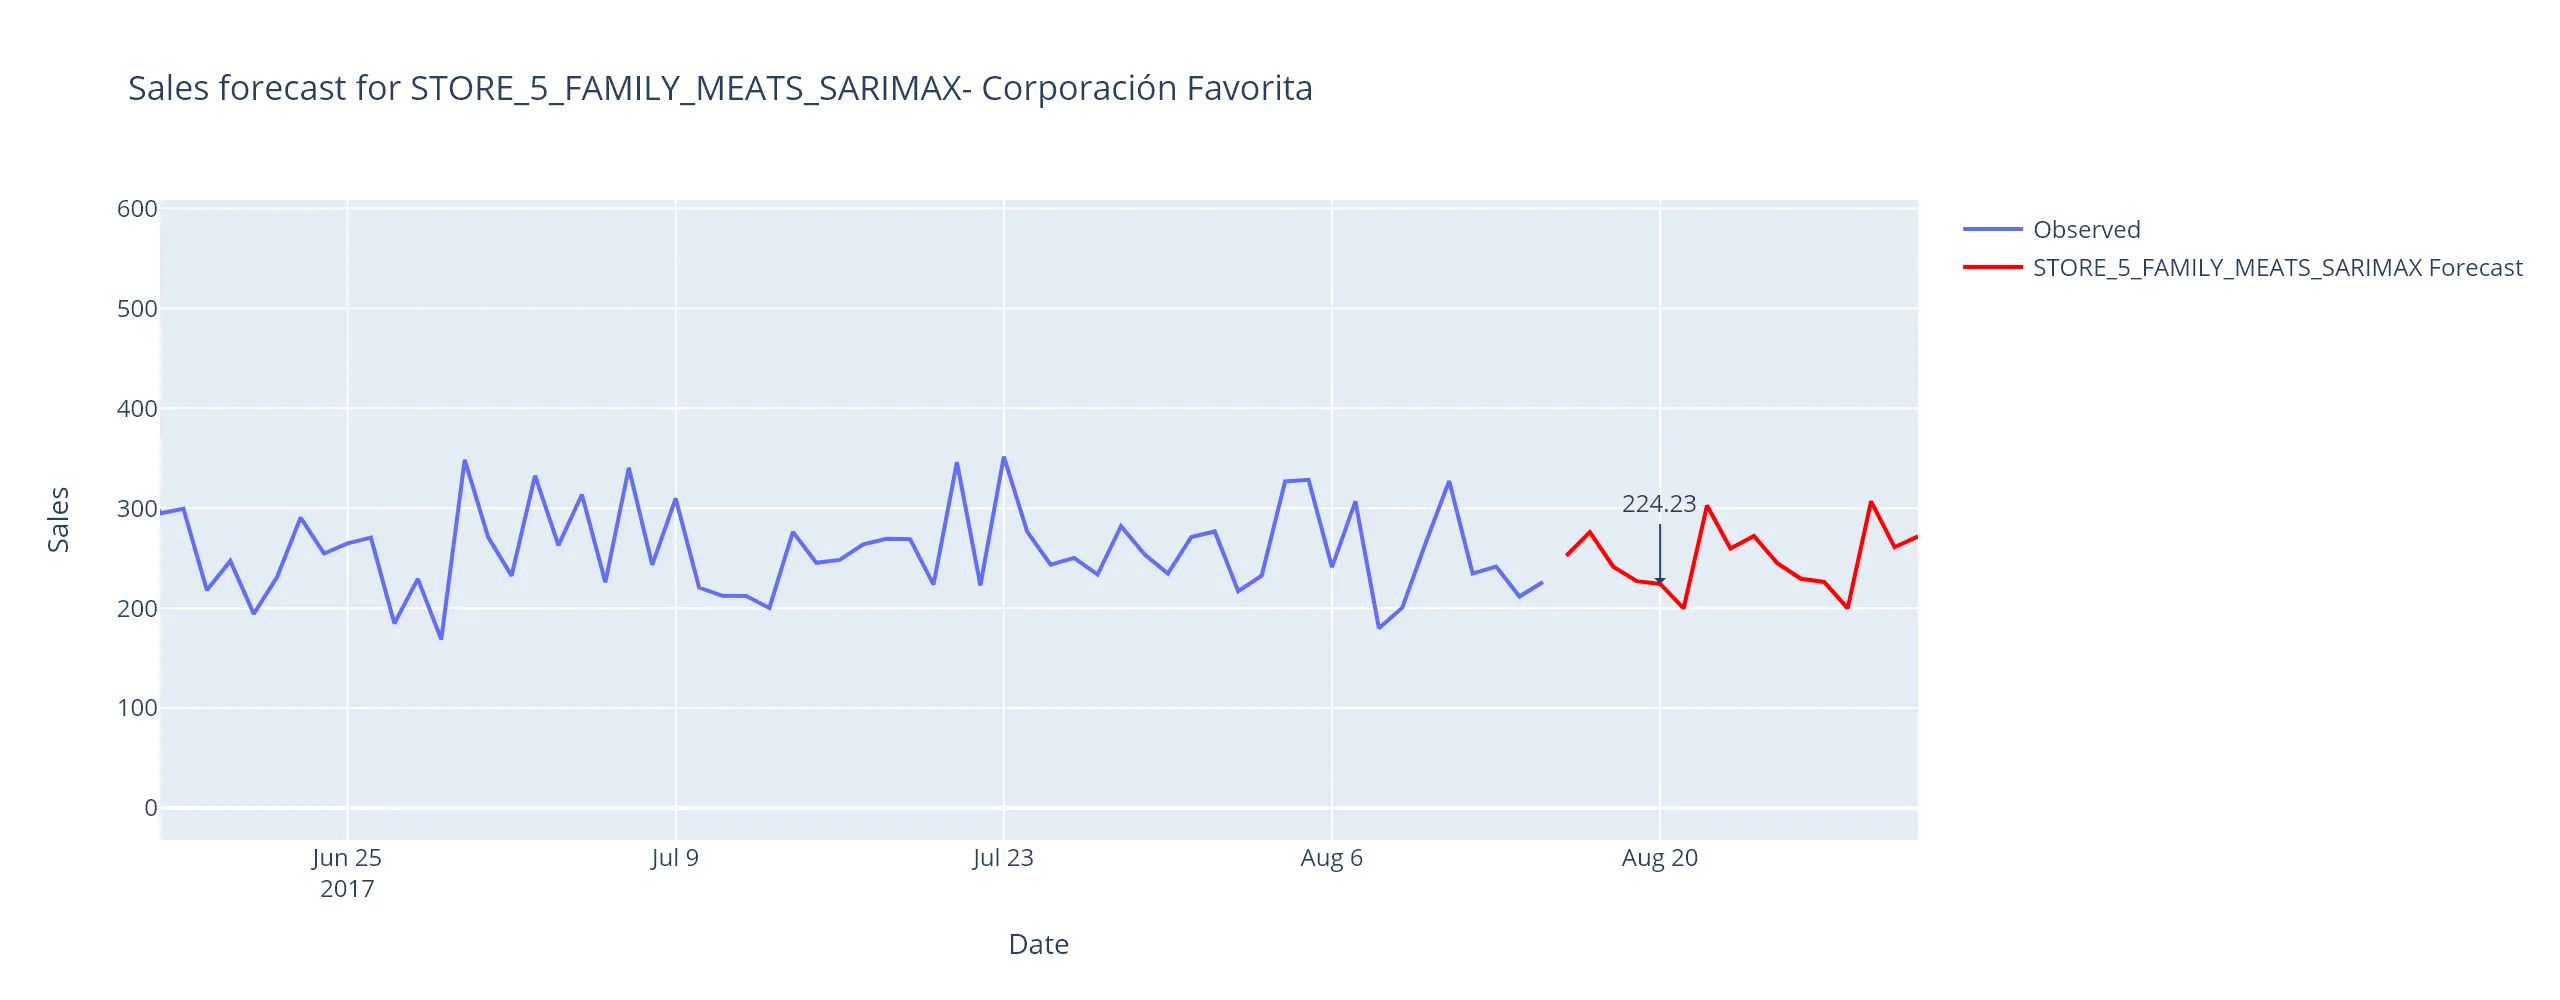 Sales forecast for STORE_5_FAMILY_MEATS_SARIMAX- Corporación Favorita
Observed
STORE_5_FAMILY_MEATS_SARIMAX Forecast
600
500
400
300
200
100
0
Sales
224.23
Jun 25
2017
Jul 9
Jul 23
Aug 6
Aug 20
Date